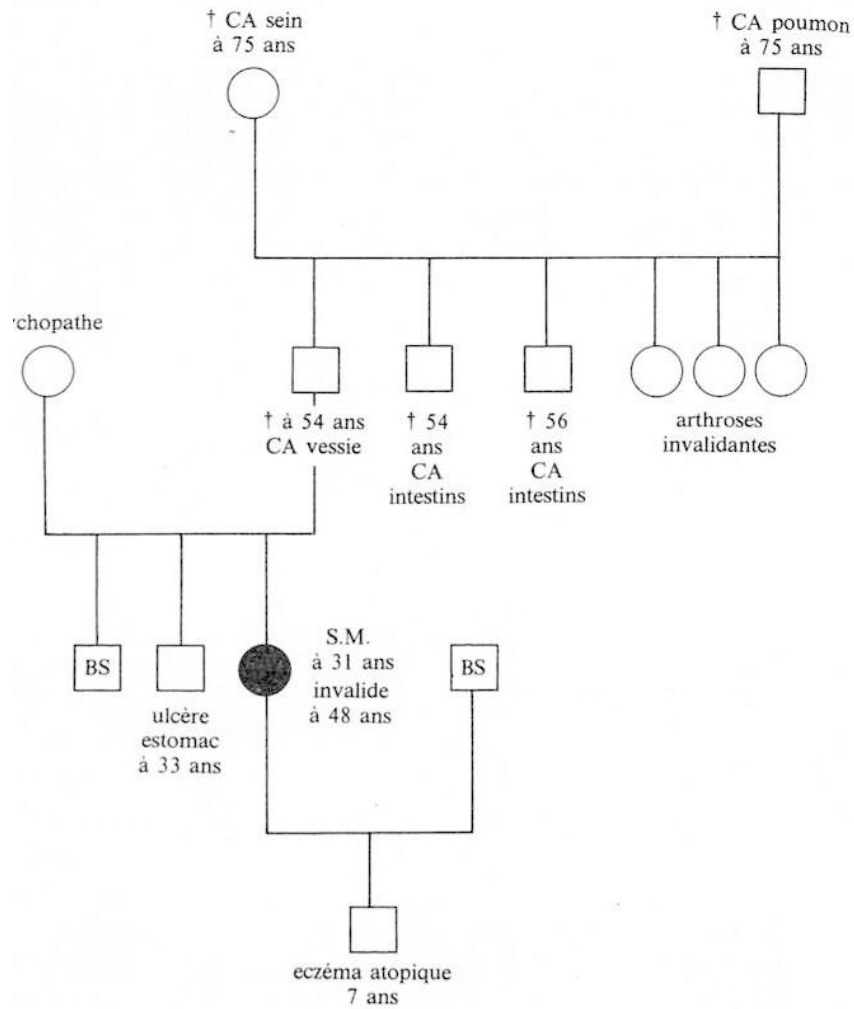 † CA sein
à 75 ans
† CA poumon
à 75 ans
chopathe
† à 54 ans
CA vessie
† 54
ans
CA
intestins
† 56
ans
CA
intestins
arthroses
invalidantes
BS
ulcère
estomac
à 33 ans
S.M.
à 31 ans
invalide
à 48 ans
BS
eczéma atopique
7 ans